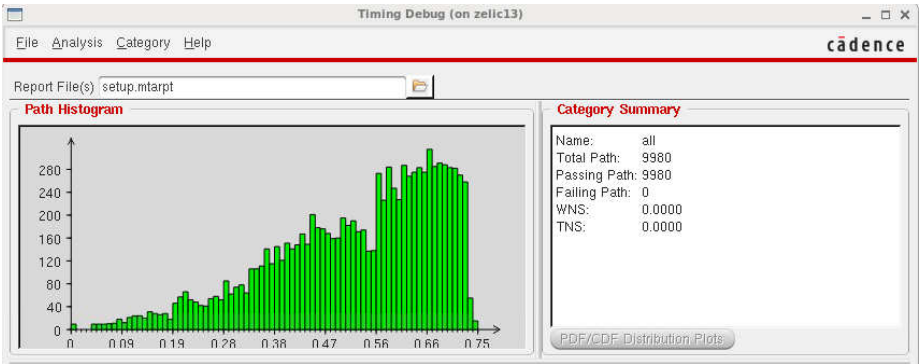 Timing Debug (on zelic13)
File Analysis Category Help
cādence
Report File(s) setup.mtarpt
Path Histogram
280
240
200
160
120
80
40
0
0 0.09 0.19 0.28 0.38 0.47 0.56 0.66 0.75
Category Summary
Name: all
Total Path: 9980
Passing Path: 9980
Failing Path: 0
WNS: 0.0000
TNS: 0.0000
PDF/CDF Distribution Plots